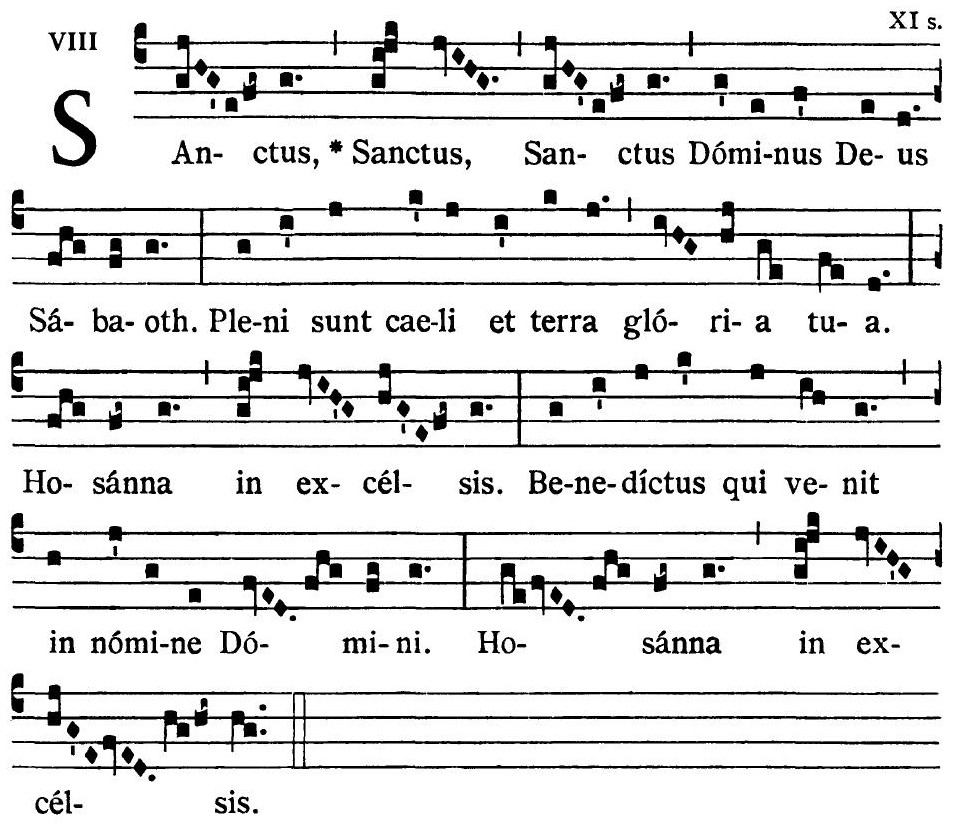 VIII XI s.
SAn- ctus, * Sanctus, San- ctus Dómi-nus De- us
Sá- ba- oth. Ple-ni sunt cae-li et terra gló- ri- a tu- a.
Ho- sánna in ex- cél- sis. Be-ne-díctus qui ve- nit
in nómi-ne Dó- mi- ni. Ho- sánna in ex-
cél- sis.